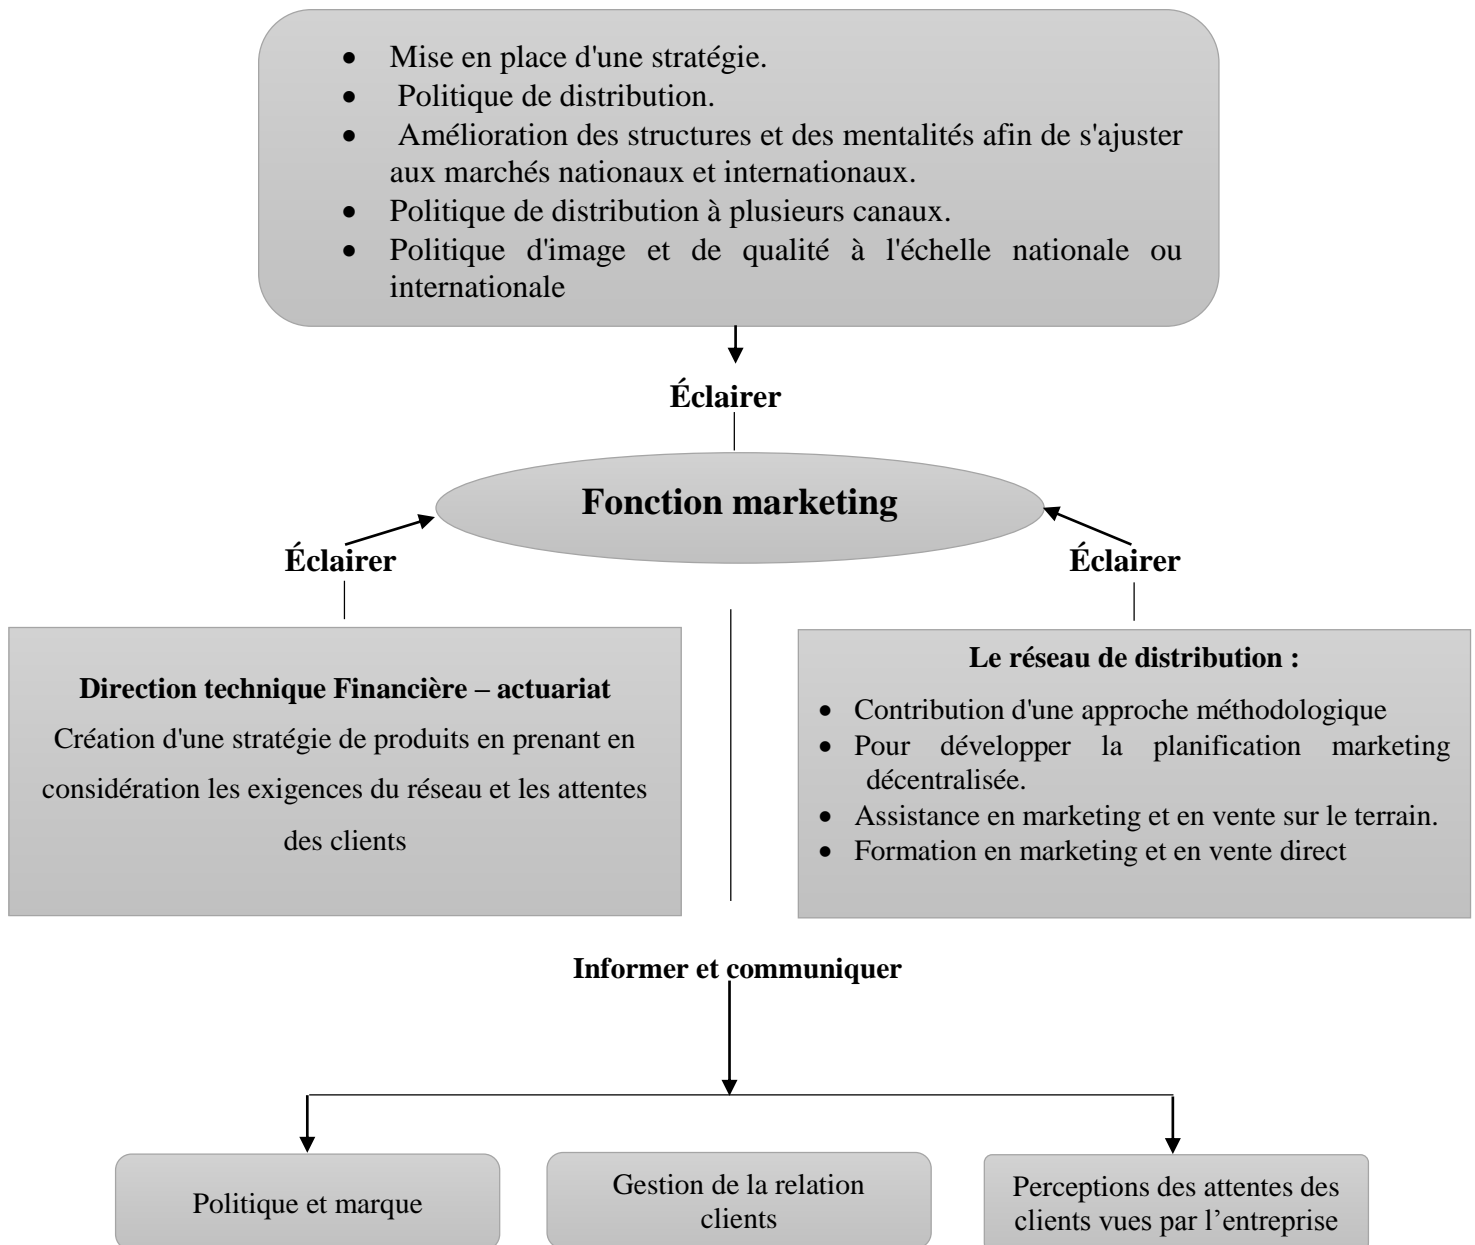 • Mise en place d'une stratégie.
• Politique de distribution.
• Amélioration des structures et des mentalités afin de s'ajuster
aux marchés nationaux et internationaux.
• Politique de distribution à plusieurs canaux.
• Politique d'image et de qualité à l'échelle nationale ou
internationale
Éclairer
Fonction marketing
Éclairer
Éclairer
Direction technique Financière – actuariat
Création d'une stratégie de produits en prenant en
considération les exigences du réseau et les attentes
des clients
Le réseau de distribution :
• Contribution d'une approche méthodologique
• Pour développer la planification marketing
décentralisée.
• Assistance en marketing et en vente sur le terrain.
• Formation en marketing et en vente direct
Informer et communiquer
Politique et marque
Gestion de la relation
clients
Perceptions des attentes des
clients vues par l’entreprise